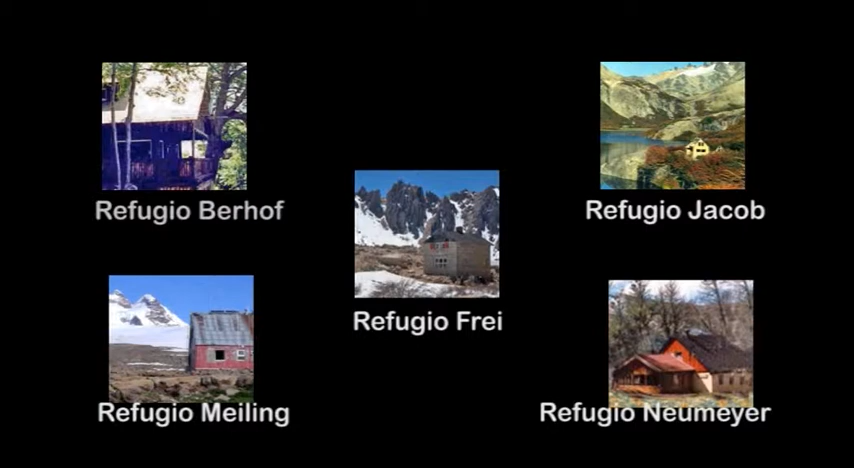 Refugio Berhof
Refugio Jacob
Refugio Frei
Refugio Meiling
Refugio Neumeyer